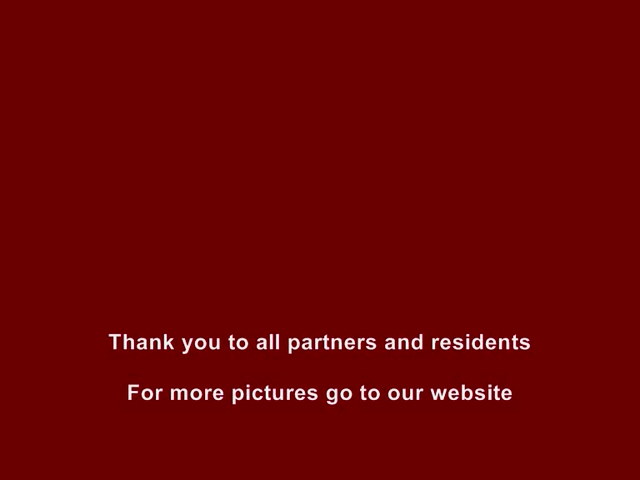 Thank you to all partners and residents
For more pictures go to our website